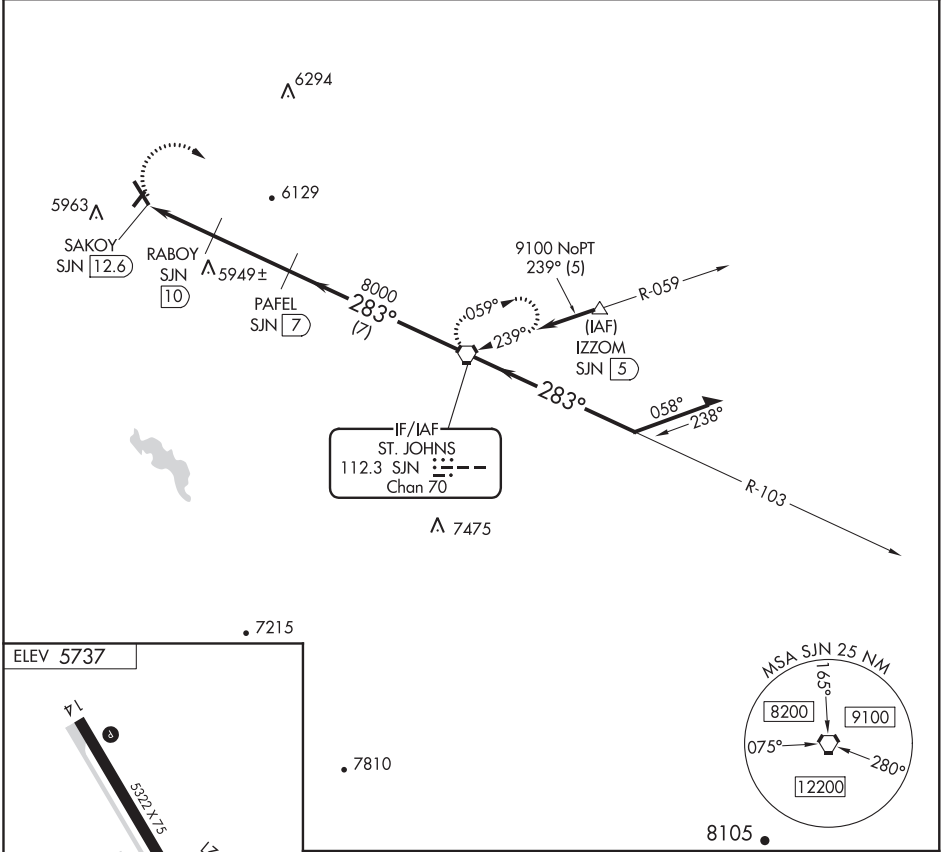 6294
6129
5963
SAKOY
SJN 12.6
RABOY
SJN
10
5949±
PAFEL
SJN 7
8000
283°
(7)
9100 NoPT
239° (5)
R-059
059°
239°
(IAF)
IZZOM
SJN 5
283°
058°
238°
R-103
IF/IAF
ST. JOHNS
112.3 SJN
Chan 70
7475
7215
ELEV 5737
14
P
5322 X 75
7810
MSA SJN 25 NM
165°
8200
9100
075°
280°
12200
8105